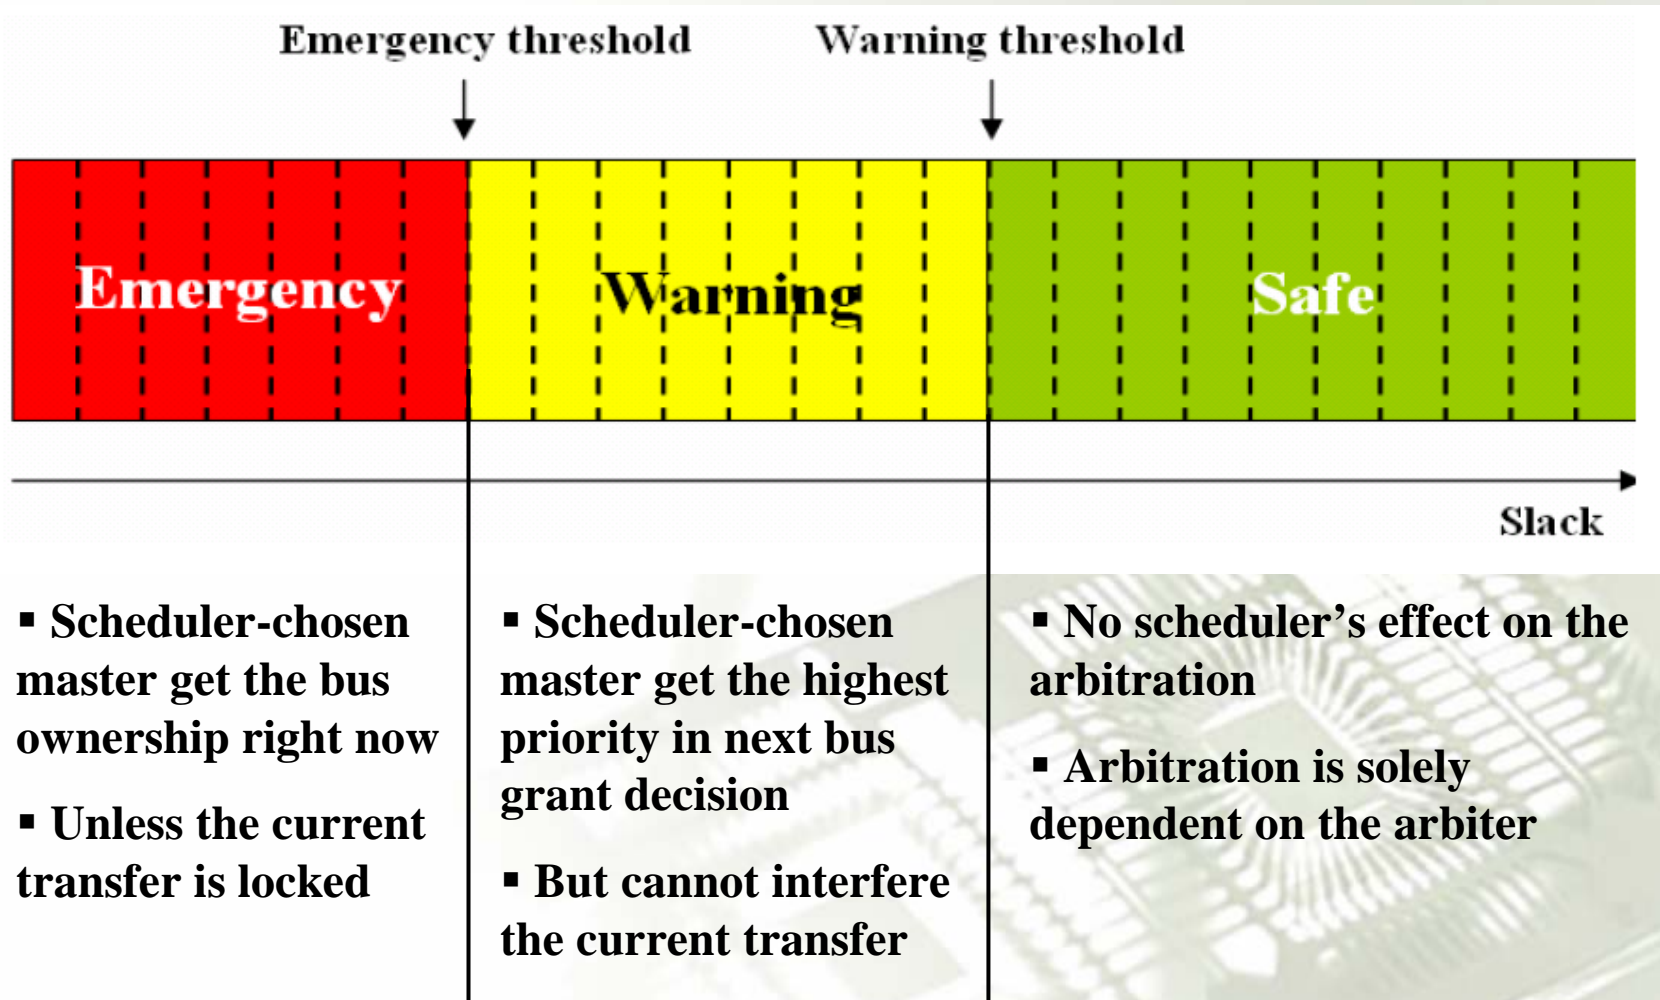 Emergency threshold
Warning threshold
Emergency
Warning
Safe
Slack
▪ Scheduler-chosen
master get the bus
ownership right now
▪ Unless the current
transfer is locked
▪ Scheduler-chosen
master get the highest
priority in next bus
grant decision
▪ But cannot interfere
the current transfer
▪ No scheduler’s effect on the
arbitration
▪ Arbitration is solely
dependent on the arbiter